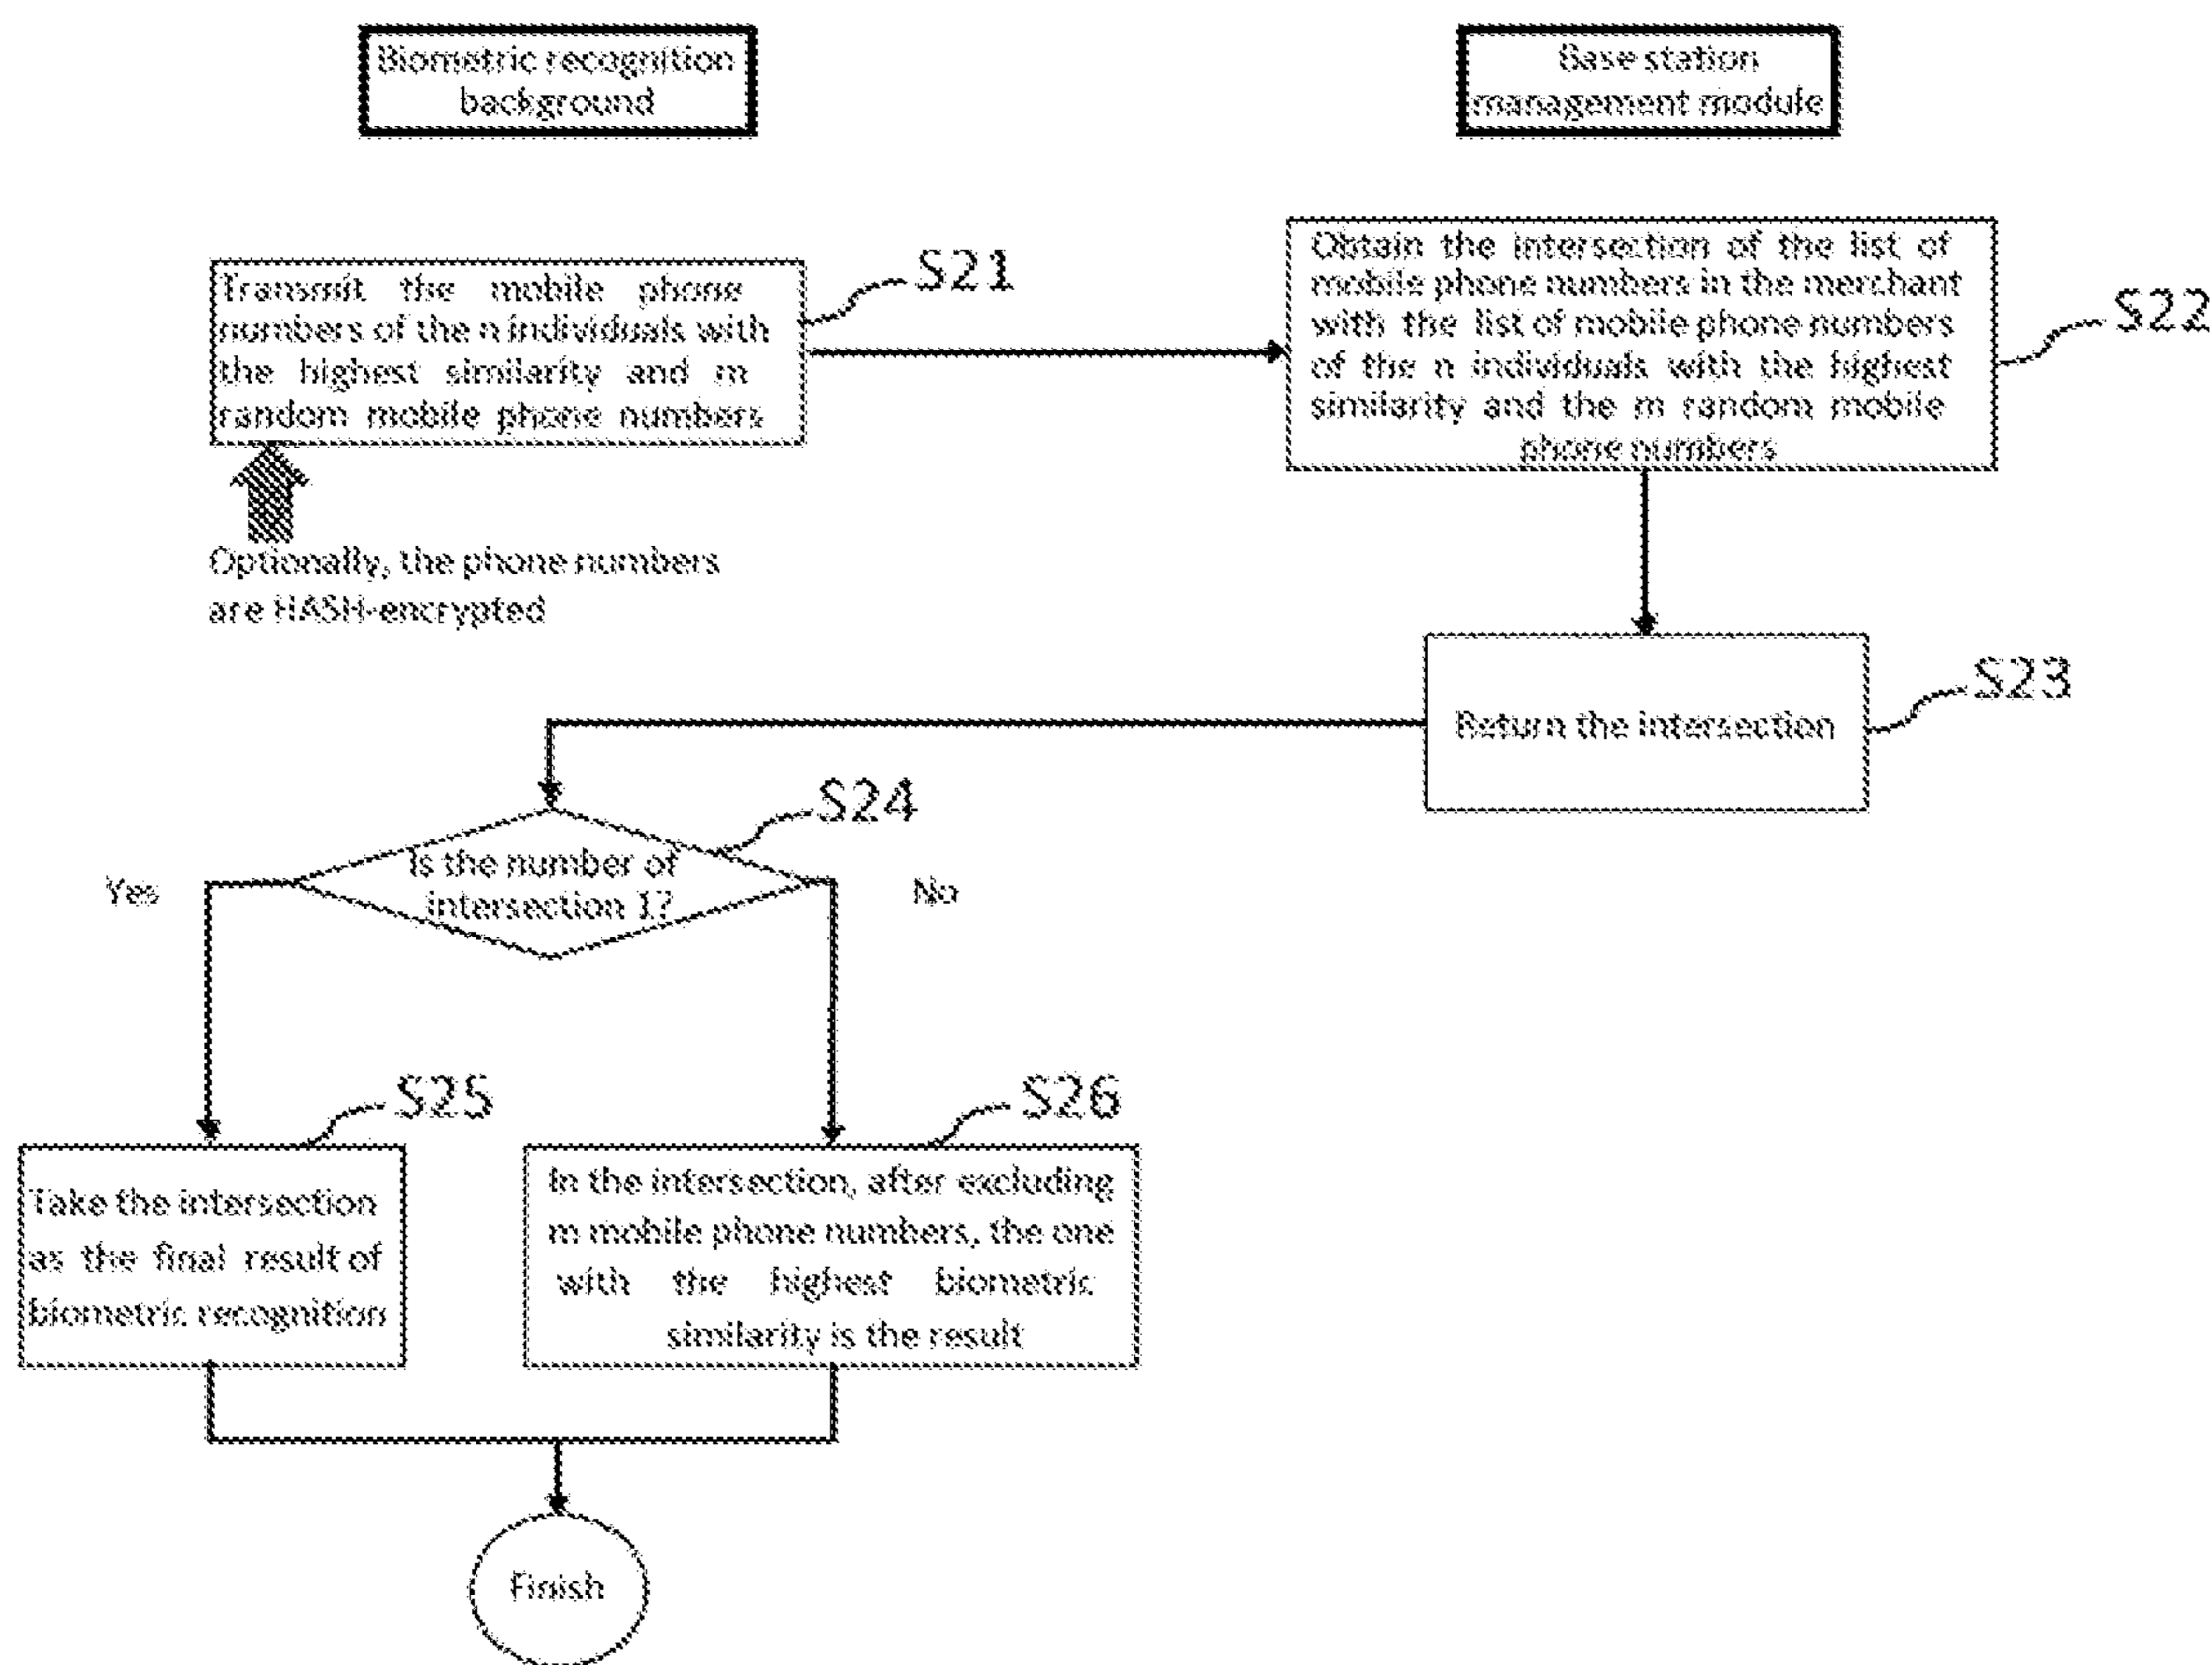 Biometric recognition
background
Base station
management module
Transmit the mobile phone
numbers of the n individuals with
the highest similarity and m
random mobile phone numbers
S21
Obtain the intersection of the list of
mobile phone numbers in the merchant
with the list of mobile phone numbers
of the n individuals with the highest
similarity and the m random mobile
phone numbers
S22
Optionally, the phone numbers
are HASH-encrypted
Return the intersection
S23
S24
Is the number of
intersection 1?
Yes
No
S25
Take the intersection
as the final result of
biometric recognition
S26
In the intersection, after excluding
m mobile phone numbers, the one
with the highest biometric
similarity is the result
Finish